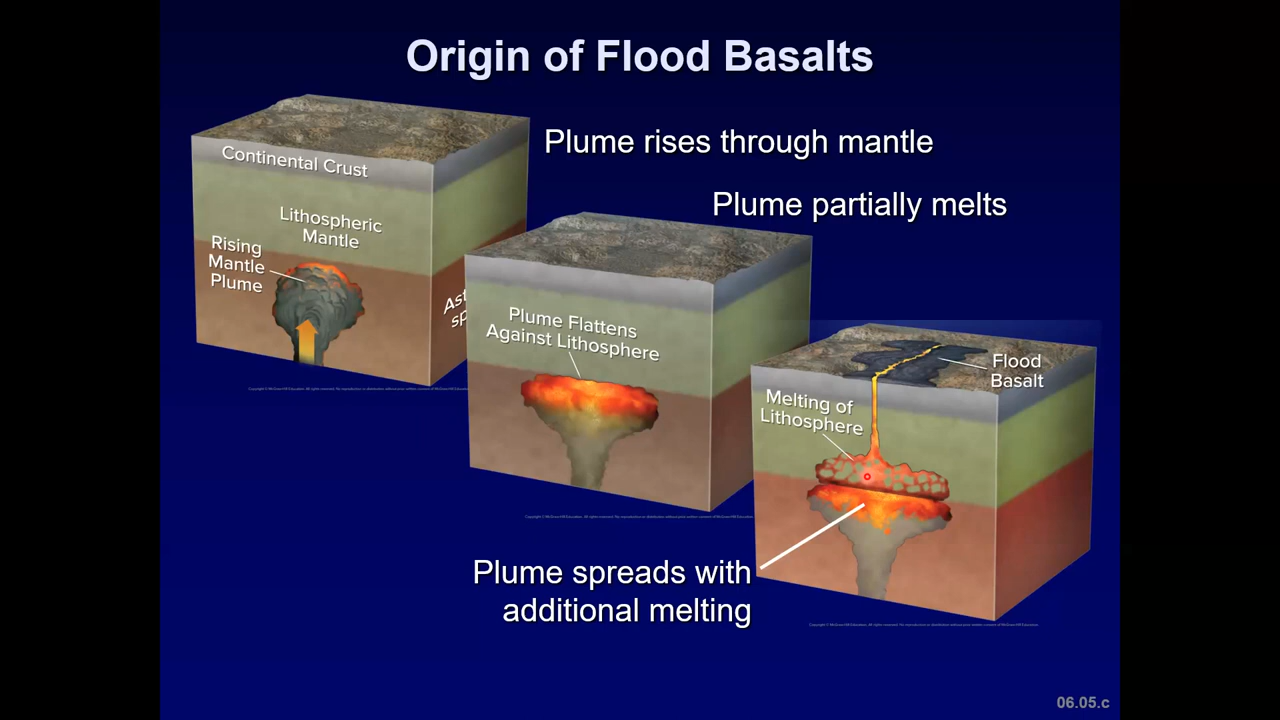 Origin of Flood Basalts
Plume rises through mantle
Continental Crust
Lithospheric
Mantle
Rising
Mantle
Plume
Plume partially melts
Plume Flattens
Against Lithosphere
Flood
Basalt
Melting of
Lithosphere
Plume spreads with
additional melting
06.05.c